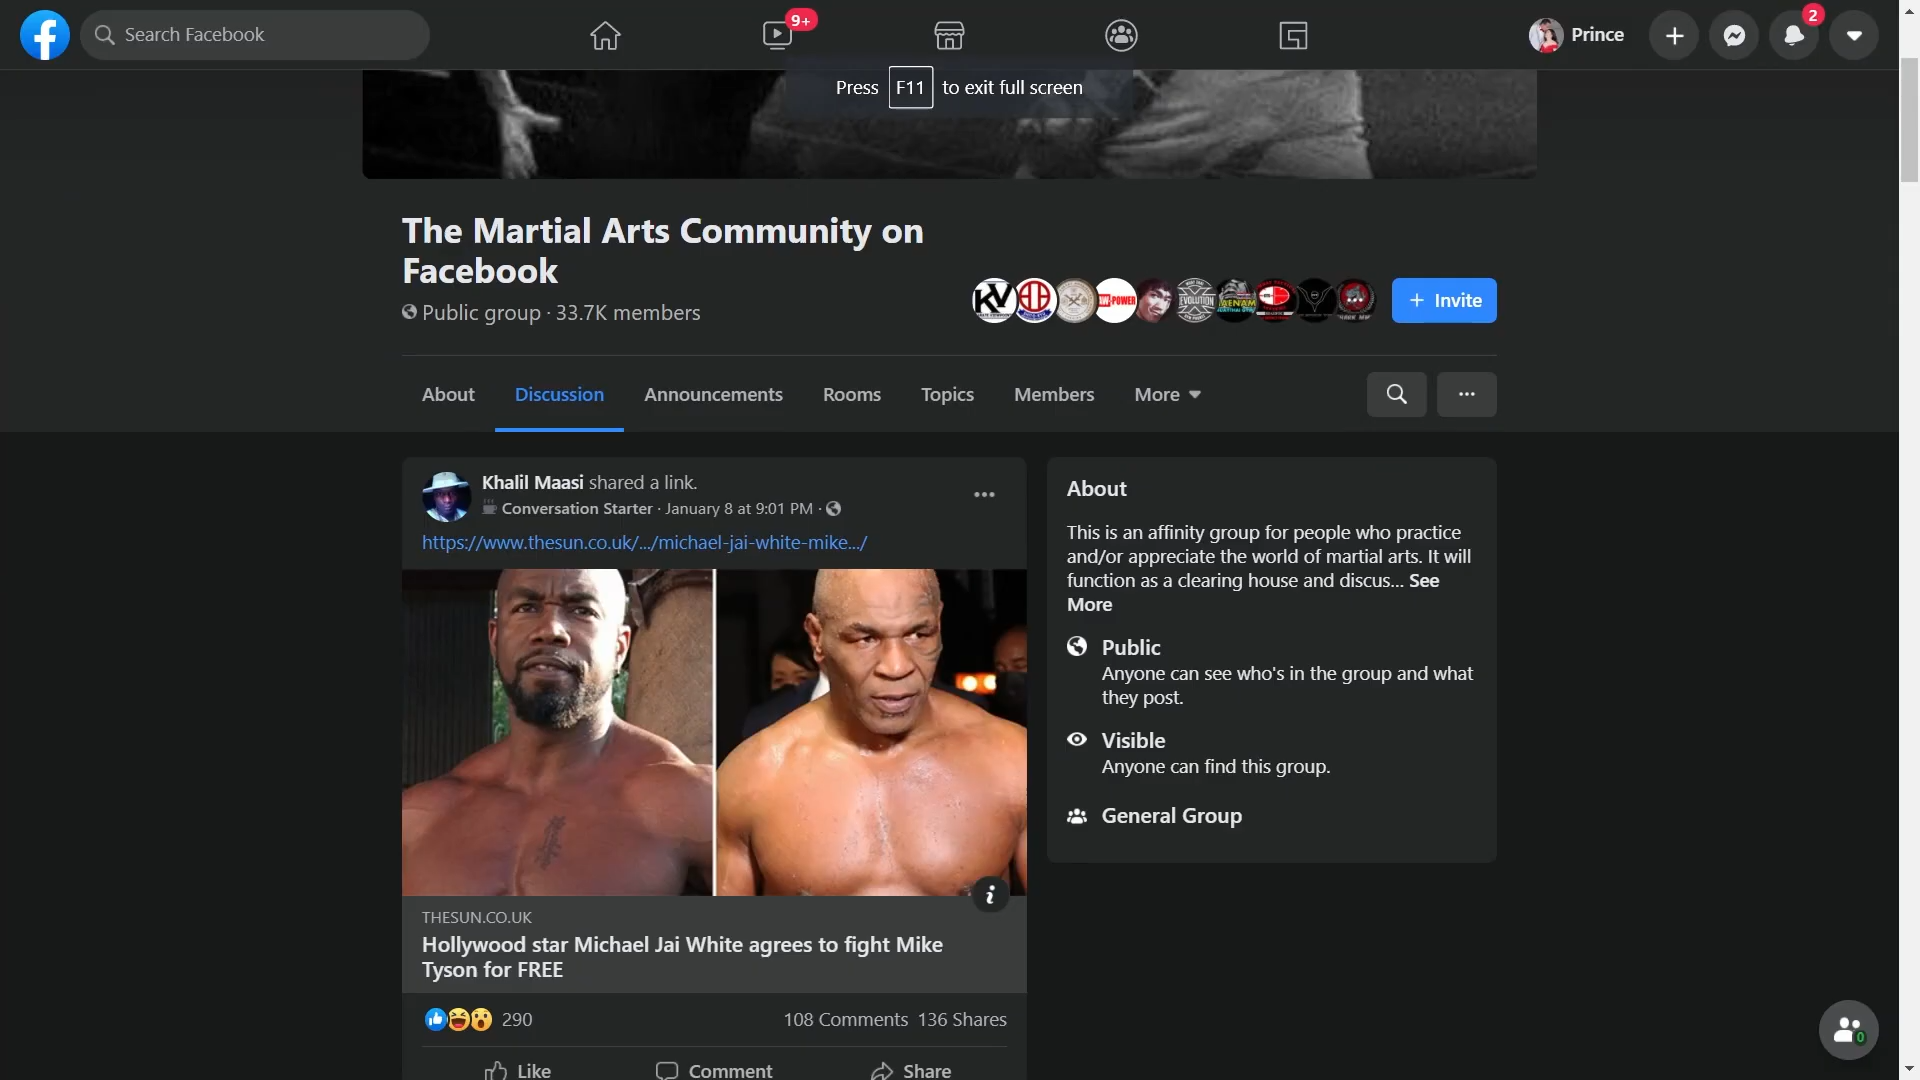 Search Facebook
9+
Prince
2
Press F11 to exit full screen
The Martial Arts Community on
Facebook
Public group · 33.7K members
KV
POWER
EVOLUTION
+ Invite
About
Discussion
Announcements
Rooms
Topics
Members
More
Khalil Maasi shared a link.
Conversation Starter · January 8 at 9:01 PM ·
https://www.thesun.co.uk/.../michael-jai-white-mike.../
THESUN.CO.UK
Hollywood star Michael Jai White agrees to fight Mike
Tyson for FREE
290
108 Comments 136 Shares
Like
Comment
Share
About
This is an affinity group for people who practice
and/or appreciate the world of martial arts. It will
function as a clearing house and discus... See
More
Public
Anyone can see who's in the group and what
they post.
Visible
Anyone can find this group.
General Group
0